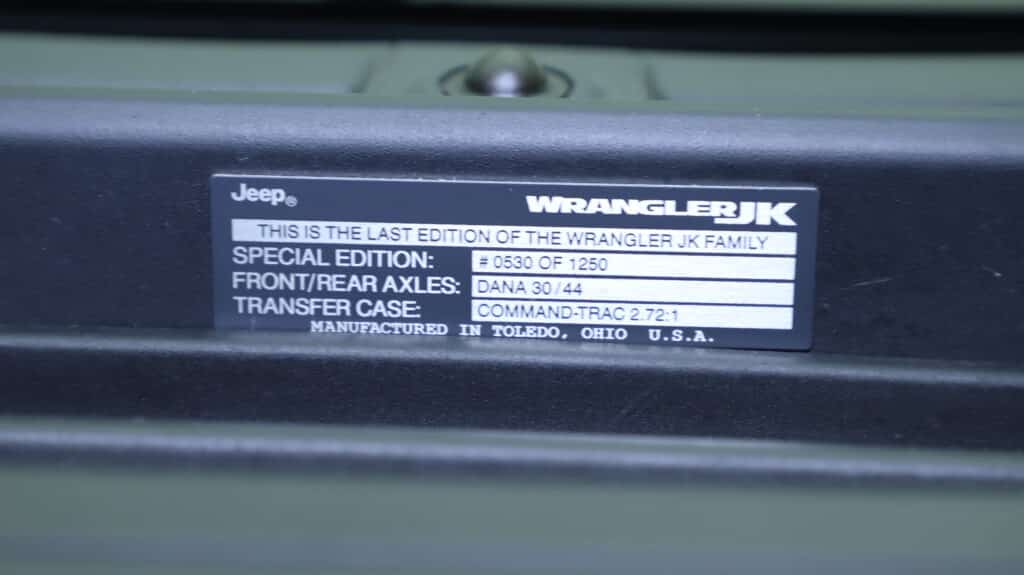 Jeep®
WRANGLER JK
THIS IS THE LAST EDITION OF THE WRANGLER JK FAMILY
SPECIAL EDITION: # 0530 OF 1250
FRONT/REAR AXLES: DANA 30/44
TRANSFER CASE: COMMAND-TRAC 2.72:1
MANUFACTURED IN TOLEDO, OHIO U.S.A.